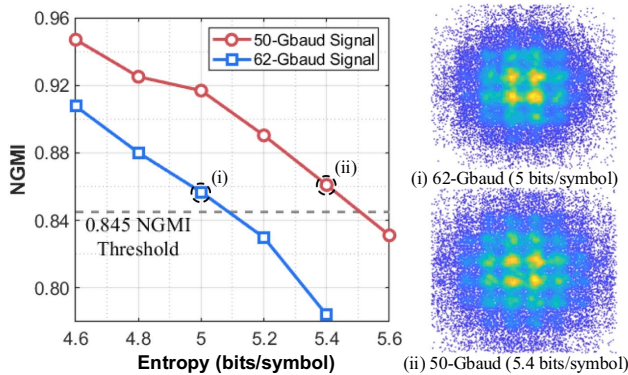 0.96
0.92
0.88
0.84
0.80
NGMI
50-Gbaud Signal
62-Gbaud Signal
(i)
(ii)
0.845 NGMI
Threshold
4.6 4.8 5 5.2 5.4 5.6
Entropy (bits/symbol)
(i) 62-Gbaud (5 bits/symbol)
(ii) 50-Gbaud (5.4 bits/symbol)